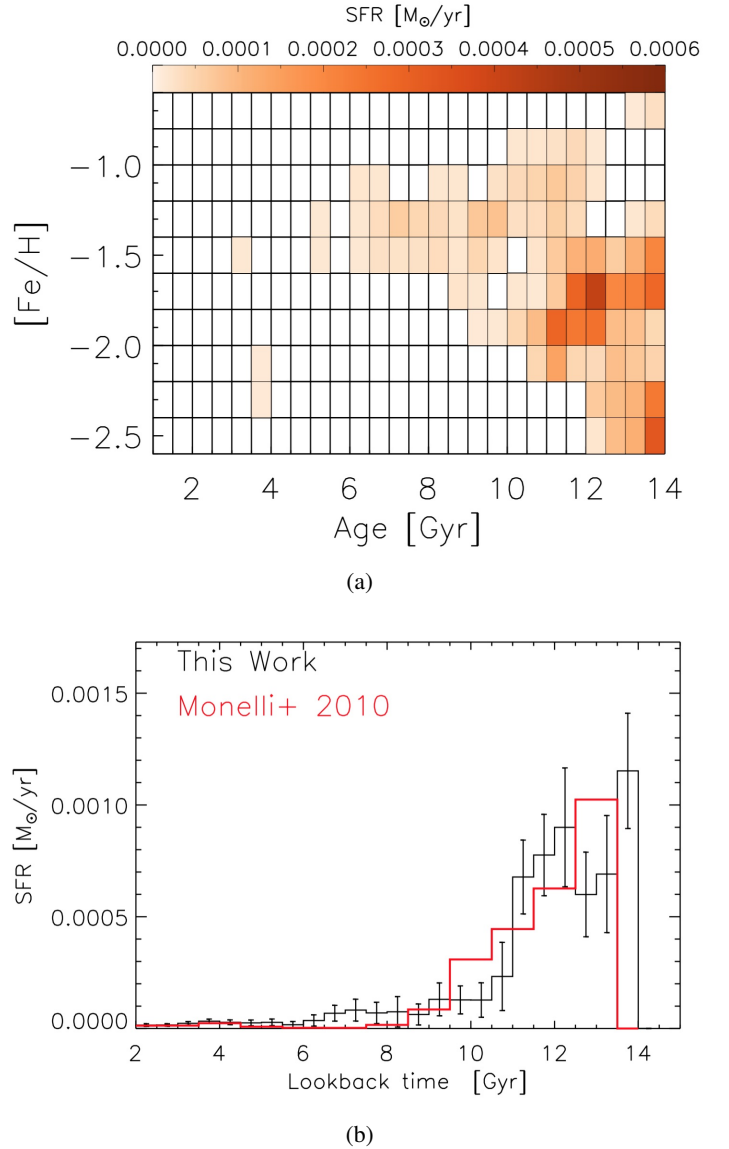 SFR [M⊙/yr]
0.0000 0.0001 0.0002 0.0003 0.0004 0.0005 0.0006
[Fe/H]
−1.0
−1.5
−2.0
−2.5
2 4 6 8 10 12 14
Age [Gyr]
(a)
This Work
Monelli+ 2010
SFR [M⊙/yr]
0.0015
0.0010
0.0005
0.0000
2 4 6 8 10 12 14
Lookback time [Gyr]
(b)